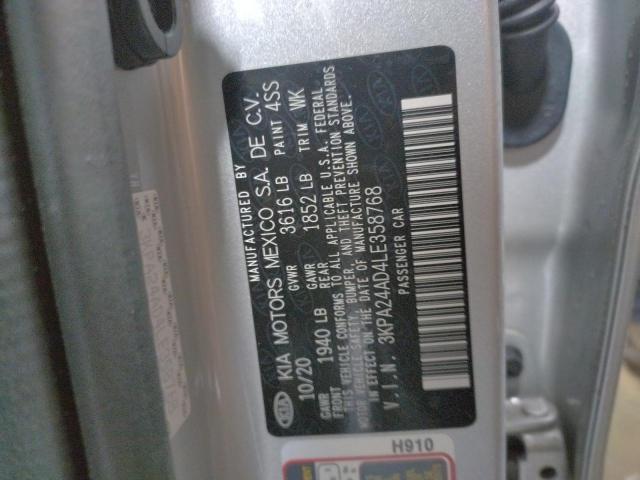 MANUFACTURED BY
KIA KIA MOTORS MEXICO S.A. DE C.V.
10/20 GVWR 3616 LB PAINT 4SS
GAWR 1940 LB GAWR 1852 LB TRIM WK
FRONT REAR
THIS VEHICLE CONFORMS TO ALL APPLICABLE U.S.A. FEDERAL
MOTOR VEHICLE SAFETY, BUMPER, AND THEFT PREVENTION STANDARDS
IN EFFECT ON THE DATE OF MANUFACTURE SHOWN ABOVE.
V.I.N. 3KPA24AD4LE358768
PASSENGER CAR
H910